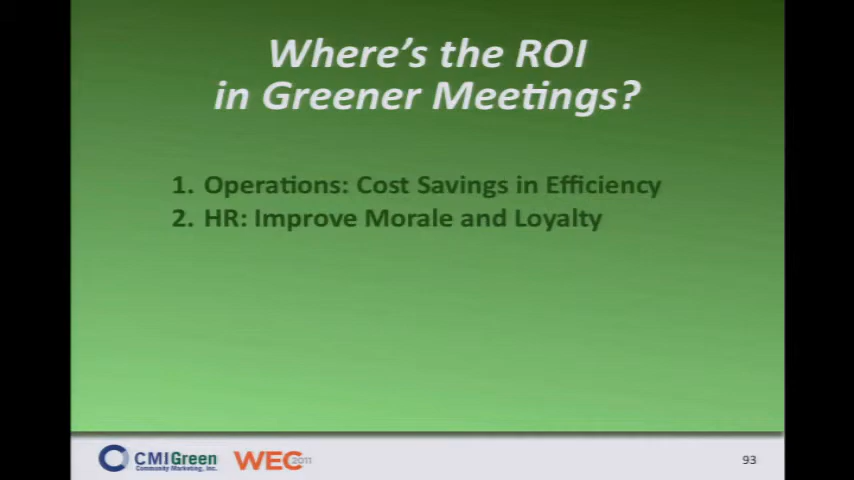 Where's the ROI
in Greener Meetings?
1. Operations: Cost Savings in Efficiency
2. HR: Improve Morale and Loyalty
CMIGreen
Community Marketing, Inc.
WEC 2011
93